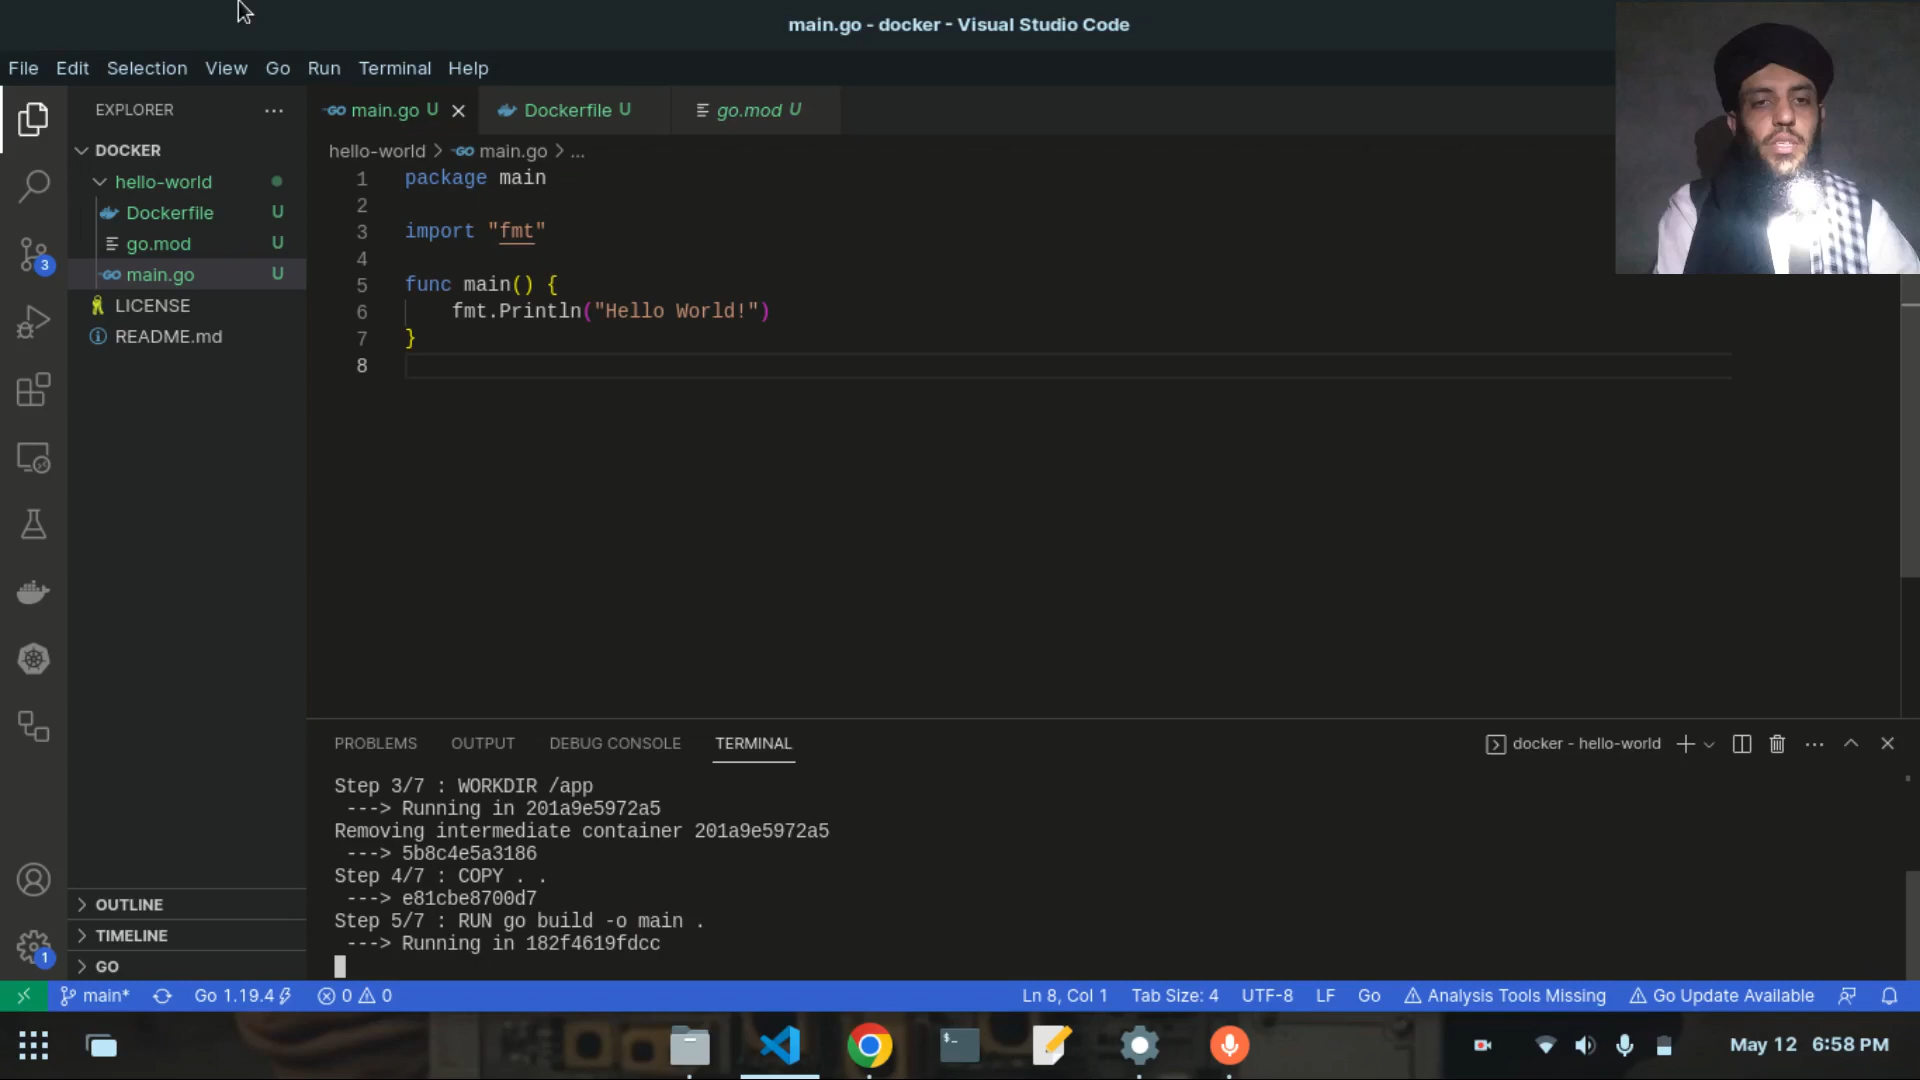 main.go - docker - Visual Studio Code
File Edit Selection View Go Run Terminal Help
EXPLORER
main.go U
Dockerfile U
go.mod U
DOCKER
hello-world > main.go > ...
hello-world
Dockerfile U
go.mod U
main.go U
LICENSE
README.md
1 package main
2
3 import "fmt"
4
5 func main() {
6 fmt.Println("Hello World!")
7 }
8
PROBLEMS OUTPUT DEBUG CONSOLE TERMINAL
docker - hello-world
Step 3/7 : WORKDIR /app
---> Running in 201a9e5972a5
Removing intermediate container 201a9e5972a5
---> 5b8c4e5a3186
Step 4/7 : COPY . .
---> e81cbe8700d7
Step 5/7 : RUN go build -o main .
---> Running in 182f4619fdcc
3
1
OUTLINE
TIMELINE
GO
main* Go 1.19.4 0 0 Ln 8, Col 1 Tab Size: 4 UTF-8 LF Go Analysis Tools Missing Go Update Available
May 12 6:58 PM